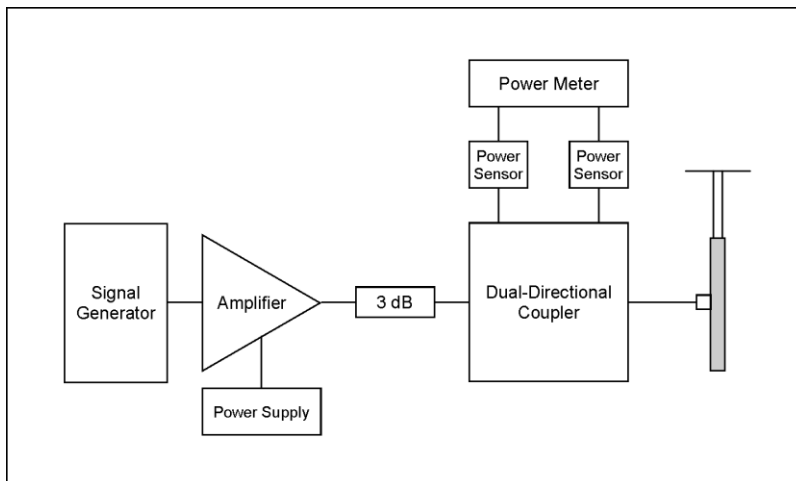 Power Meter
Power
Sensor
Power
Sensor
Signal
Generator
Amplifier
3 dB
Dual-Directional
Coupler
Power Supply